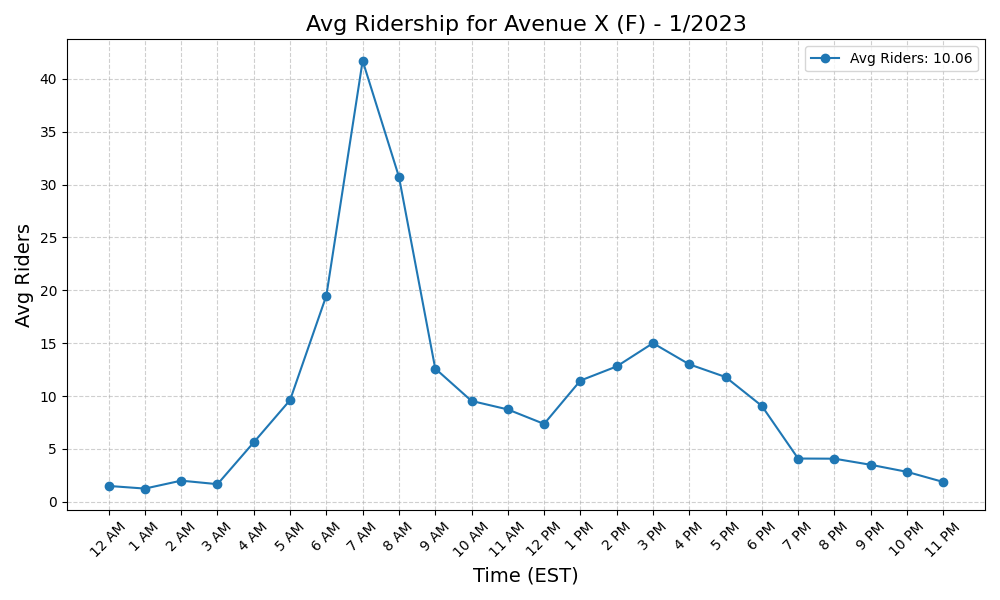 Avg Ridership for Avenue X (F) - 1/2023
Avg Riders: 10.06
Avg Riders
40
35
30
25
20
15
10
5
0
12 AM
1 AM
2 AM
3 AM
4 AM
5 AM
6 AM
7 AM
8 AM
9 AM
10 AM
11 AM
12 PM
1 PM
2 PM
3 PM
4 PM
5 PM
6 PM
7 PM
8 PM
9 PM
10 PM
11 PM
Time (EST)